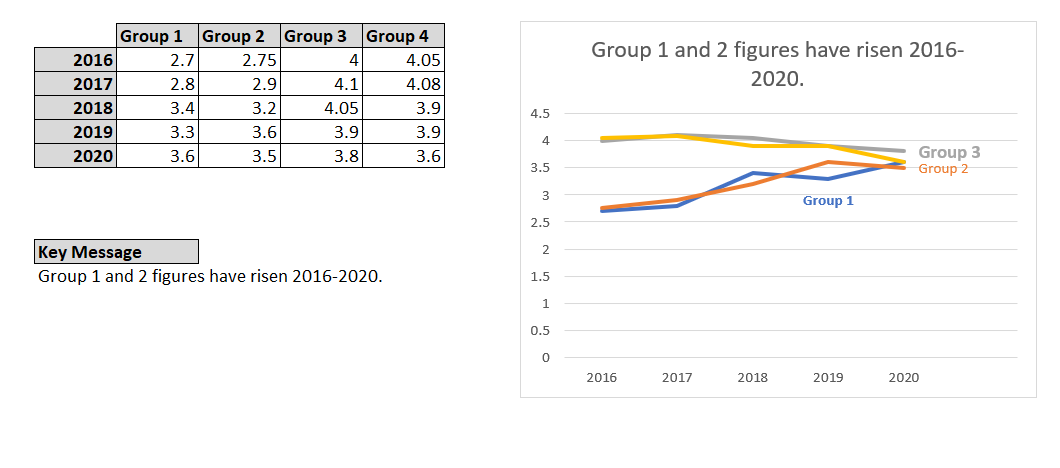 Group 1 Group 2 Group 3 Group 4
2016 2.7 2.75 4 4.05
2017 2.8 2.9 4.1 4.08
2018 3.4 3.2 4.05 3.9
2019 3.3 3.6 3.9 3.9
2020 3.6 3.5 3.8 3.6
Key Message
Group 1 and 2 figures have risen 2016-2020.
Group 1 and 2 figures have risen 2016-
2020.
4.5
4
3.5
3
2.5
2
1.5
1
0.5
0
Group 3
Group 2
Group 1
2016 2017 2018 2019 2020